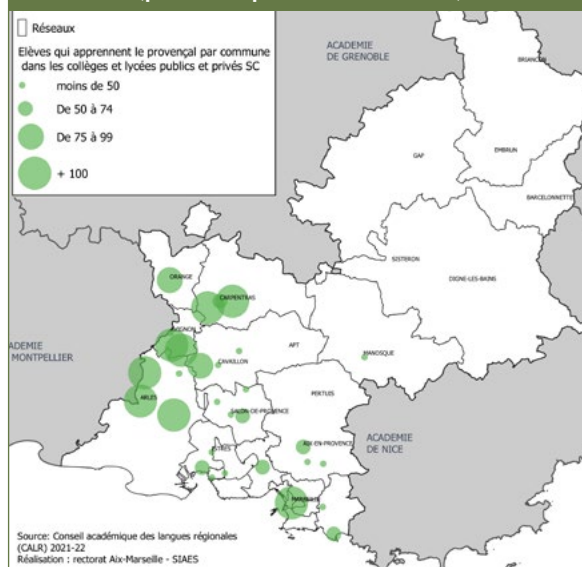 Réseaux
Elèves qui apprennent le provençal par commune
dans les collèges et lycées publics et privés SC
moins de 50
De 50 à 74
De 75 à 99
+ 100
ACADEMIE
DE GRENOBLE
BRIANCON
GAP
EMBRUN
BARCELONNETTE
SISTERON
DIGNE-LES-BAINS
ORANGE
CARPENTRAS
AVIGNON
ADEMIE
MONTPELLIER
CAVAILLON
APT
MANOSQUE
ARLES
SALON-DE-PROVENCE
PERTUIS
ISTRES
AIX-EN-PROVENCE
ACADEMIE
DE NICE
MARSEILLE
Source: Conseil académique des langues régionales
(CALR) 2021-22
Réalisation : rectorat Aix-Marseille - SIAES